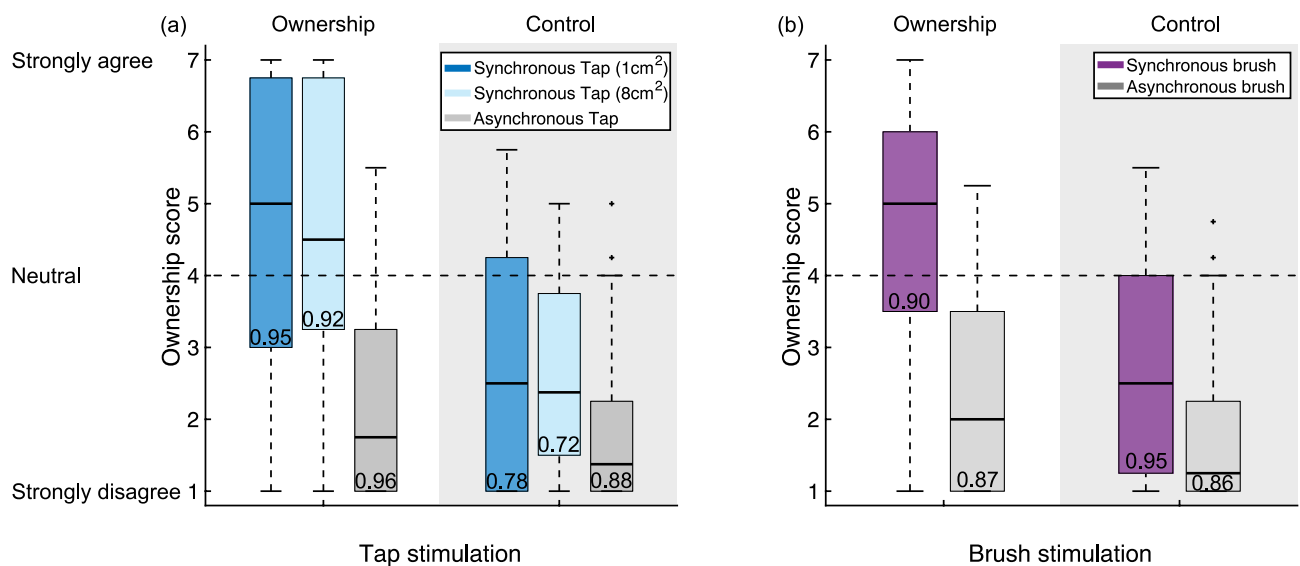 (a)
Ownership
Control
Strongly agree
Neutral
Strongly disagree
Ownership score
7
6
5
4
3
2
1
Synchronous Tap (1cm²)
Synchronous Tap (8cm²)
Asynchronous Tap
0.95
0.92
0.96
0.78
0.72
0.88
Tap stimulation
(b)
Ownership
Control
Ownership score
7
6
5
4
3
2
1
Synchronous brush
Asynchronous brush
0.90
0.87
0.95
0.86
Brush stimulation